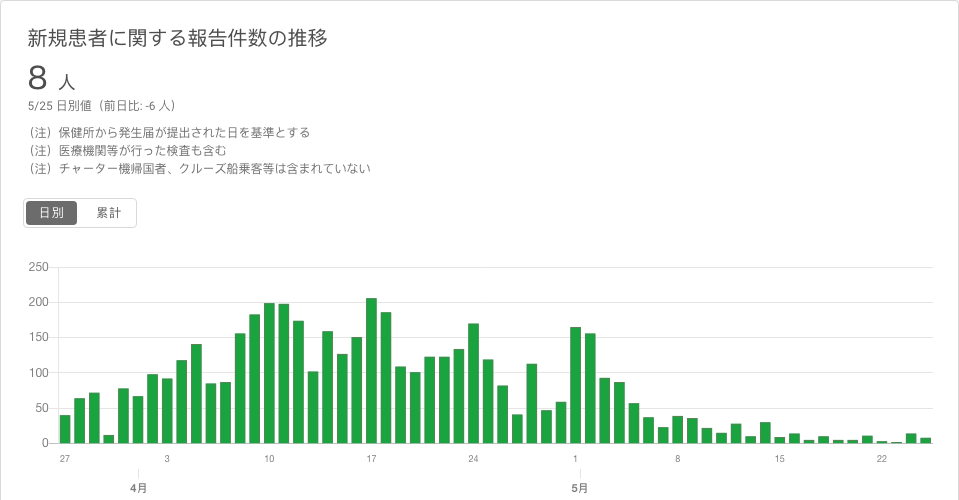 新規患者に関する報告件数の推移
8 人
5/25 日別値（前日比: -6 人）
（注）保健所から発生届が提出された日を基準とする
（注）医療機関等が行った検査も含む
（注）チャーター機帰国者、クルーズ船乗客等は含まれていない
日別 累計
250
200
150
100
50
0
27 3 10 17 24 1 8 15 22
4月 5月